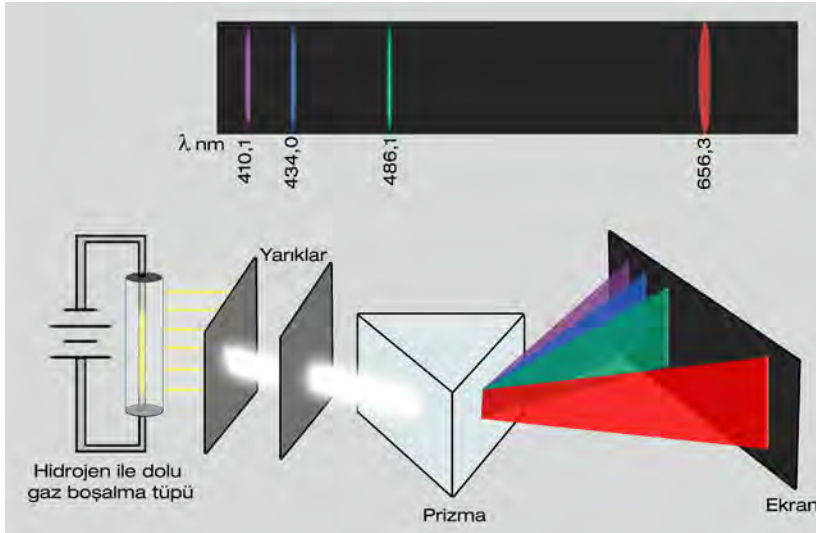 λ nm
410,1
434,0
486,1
656,3
Yarıklar
Hidrojen ile dolu
gaz boşalma tüpü
Prizma
Ekran